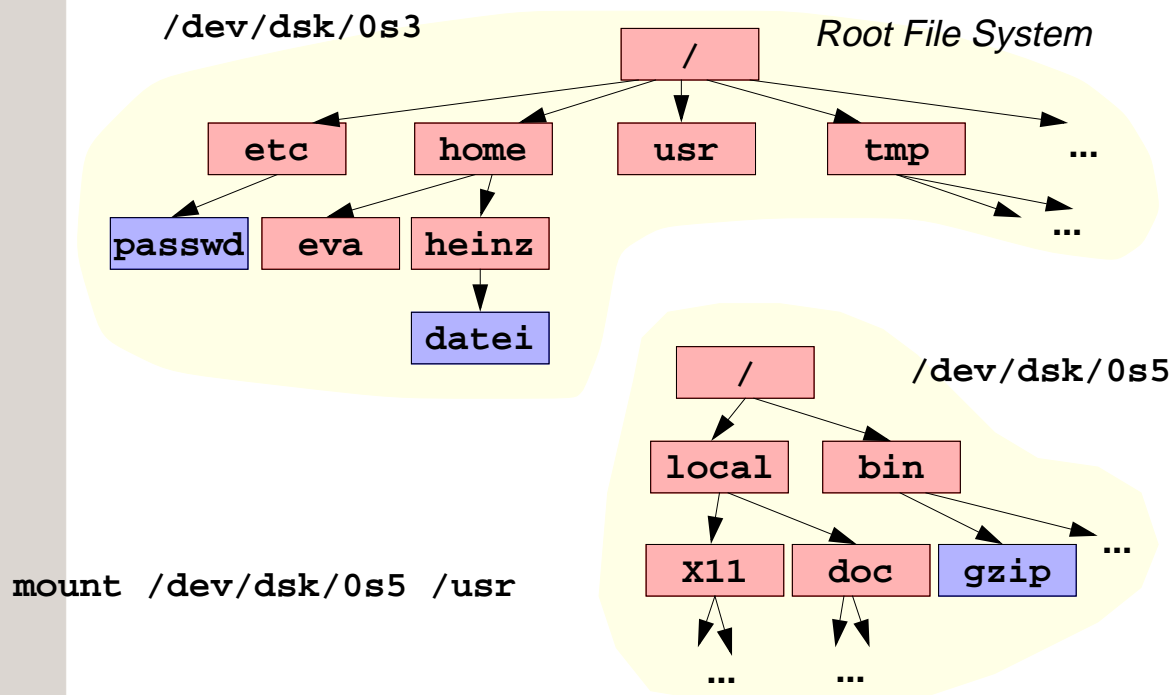 /dev/dsk/0s3
Root File System
/
etc home usr tmp ...
...
passwd eva heinz
datei
/
/dev/dsk/0s5
local bin
...
X11 doc gzip
mount /dev/dsk/0s5 /usr
... ...